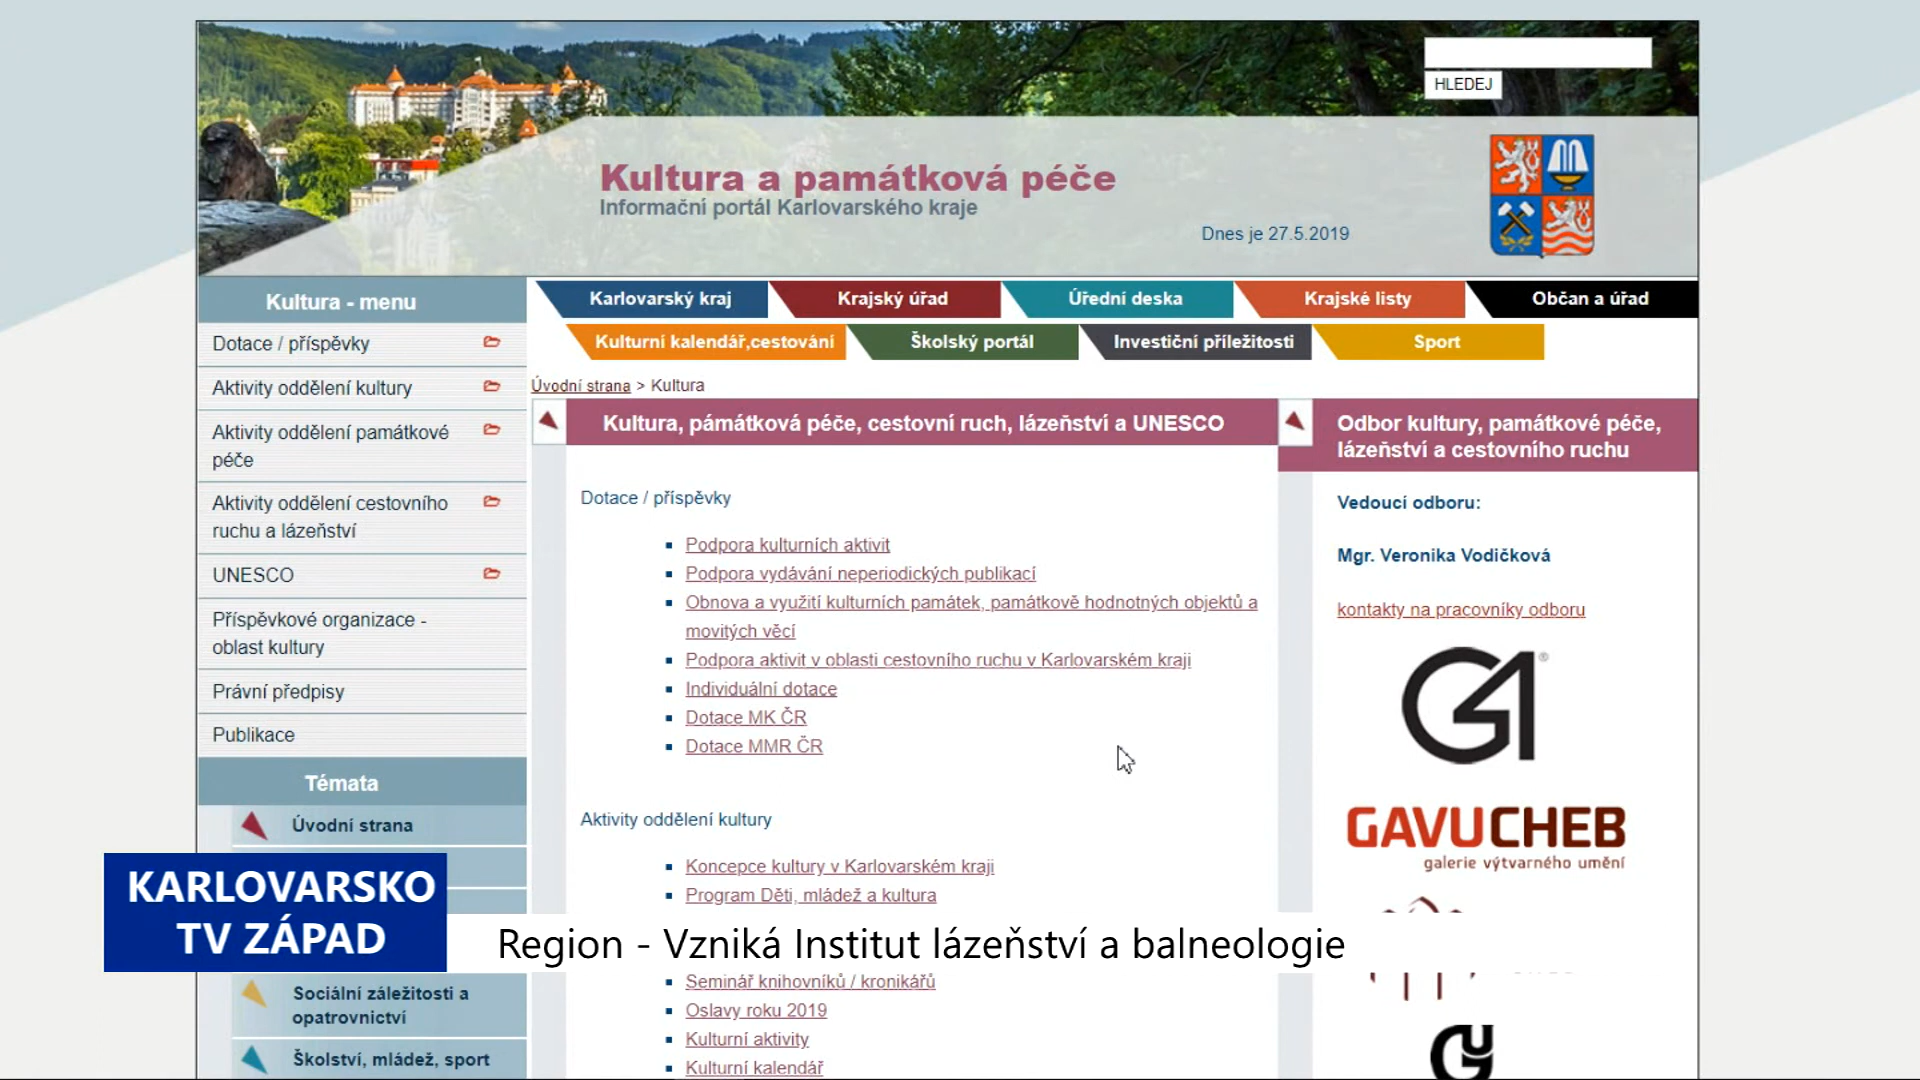 HLEDEJ
Kultura a památková péče
Informační portál Karlovarského kraje
Dnes je 27.5.2019
Kultura - menu
Dotace / příspěvky
Aktivity oddělení kultury
Aktivity oddělení památkové
péče
Aktivity oddělení cestovního
ruchu a lázeňství
UNESCO
Příspěvkové organizace -
oblast kultury
Právní předpisy
Publikace
Témata
Úvodní strana
Sociální záležitosti a
opatrovnictví
Školství, mládež, sport
Karlovarský kraj
Krajský úřad
Úřední deska
Krajské listy
Občan a úřad
Kulturní kalendář,cestování
Školský portál
Investiční příležitosti
Sport
Úvodní strana > Kultura
Kultura, pámátková péče, cestovní ruch, lázeňství a UNESCO
Dotace / příspěvky
Podpora kulturních aktivit
Podpora vydávání neperiodických publikací
Obnova a využití kulturních památek, památkově hodnotných objektů a
movitých věcí
Podpora aktivit v oblasti cestovního ruchu v Karlovarském kraji
Individuální dotace
Dotace MK ČR
Dotace MMR ČR
Aktivity oddělení kultury
Koncepce kultury v Karlovarském kraji
Program Děti, mládež a kultura
Seminář knihovníků / kronikářů
Oslavy roku 2019
Kulturní aktivity
Kulturní kalendář
Odbor kultury, památkové péče,
lázeňství a cestovního ruchu
Vedoucí odboru:
Mgr. Veronika Vodičková
kontakty na pracovníky odboru
G4®
GAVUCHEB
galerie výtvarného umění
KARLOVARSKO
TV ZÁPAD
Region - Vzniká Institut lázeňství a balneologie